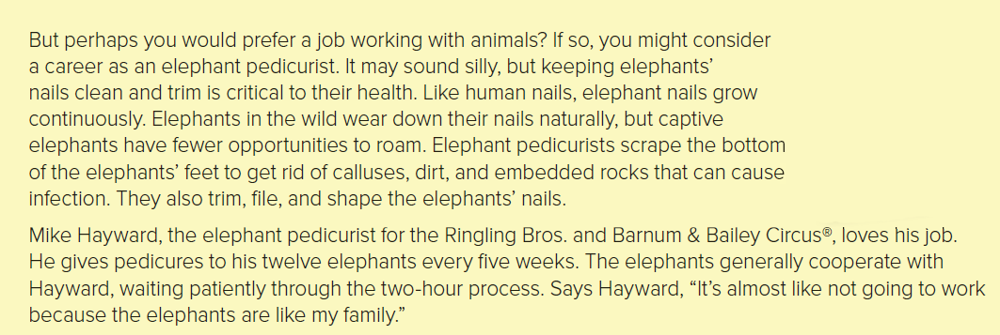 But perhaps you would prefer a job working with animals? If so, you might consider
a career as an elephant pedicurist. It may sound silly, but keeping elephants’
nails clean and trim is critical to their health. Like human nails, elephant nails grow
continuously. Elephants in the wild wear down their nails naturally, but captive
elephants have fewer opportunities to roam. Elephant pedicurists scrape the bottom
of the elephants’ feet to get rid of calluses, dirt, and embedded rocks that can cause
infection. They also trim, file, and shape the elephants’ nails.
Mike Hayward, the elephant pedicurist for the Ringling Bros. and Barnum & Bailey Circus®, loves his job.
He gives pedicures to his twelve elephants every five weeks. The elephants generally cooperate with
Hayward, waiting patiently through the two-hour process. Says Hayward, “It’s almost like not going to work
because the elephants are like my family.”